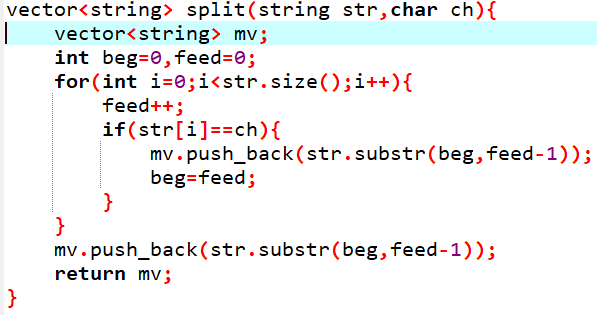 vector<string> split(string str,char ch){
    vector<string> mv;
    int beg=0,feed=0;
    for(int i=0;i<str.size();i++){
        feed++;
        if(str[i]==ch){
            mv.push_back(str.substr(beg,feed-1));
            beg=feed;
        }
    }
    mv.push_back(str.substr(beg,feed-1));
    return mv;
}